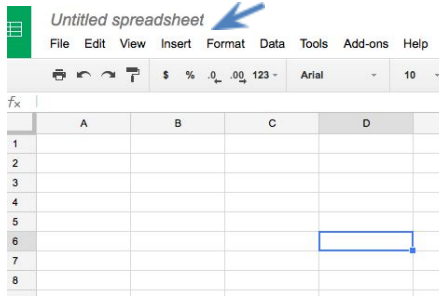 Untitled spreadsheet
File Edit View Insert Format Data Tools Add-ons Help
$ % .0 .00 123 Arial 10
fx
A B C D
1
2
3
4
5
6
7
8